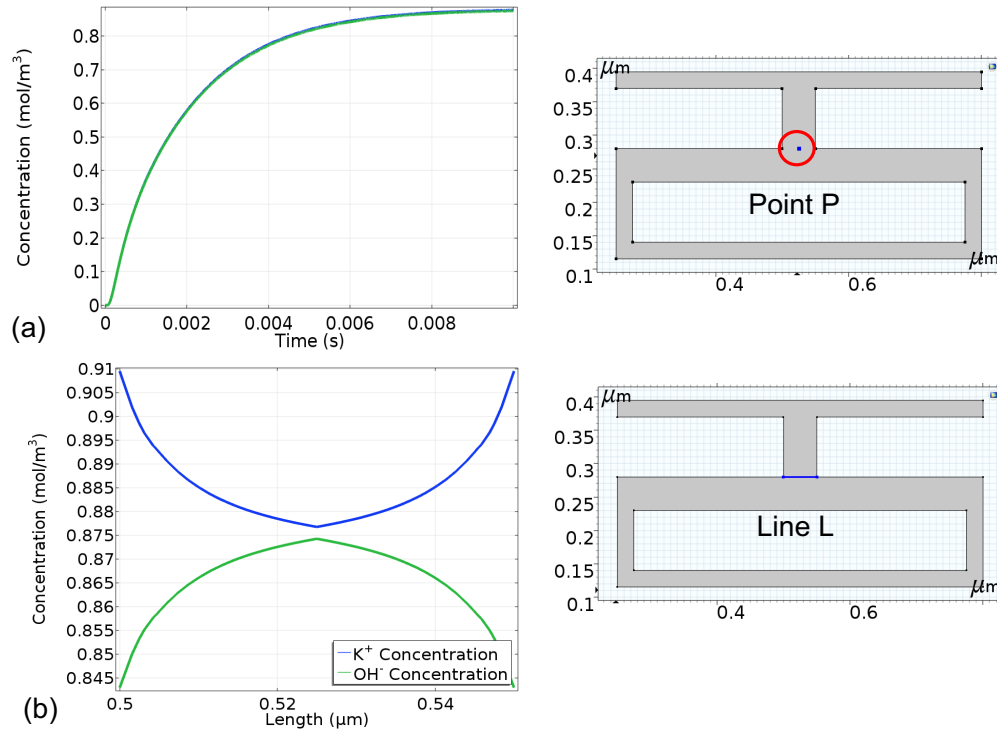 Concentration (mol/m³)
0.8
0.7
0.6
0.5
0.4
0.3
0.2
0.1
0
0 0.002 0.004 0.006 0.008
Time (s)
(a)
μm
0.4
0.35
0.3
0.25
0.2
0.15
0.1
Point P
μm
0.4 0.6
Concentration (mol/m³)
0.91
0.905
0.9
0.895
0.89
0.885
0.88
0.875
0.87
0.865
0.86
0.855
0.85
0.845
K⁺ Concentration
OH⁻ Concentration
0.5 0.52 0.54
Length (μm)
(b)
μm
0.4
0.35
0.3
0.25
0.2
0.15
0.1
Line L
μm
0.4 0.6